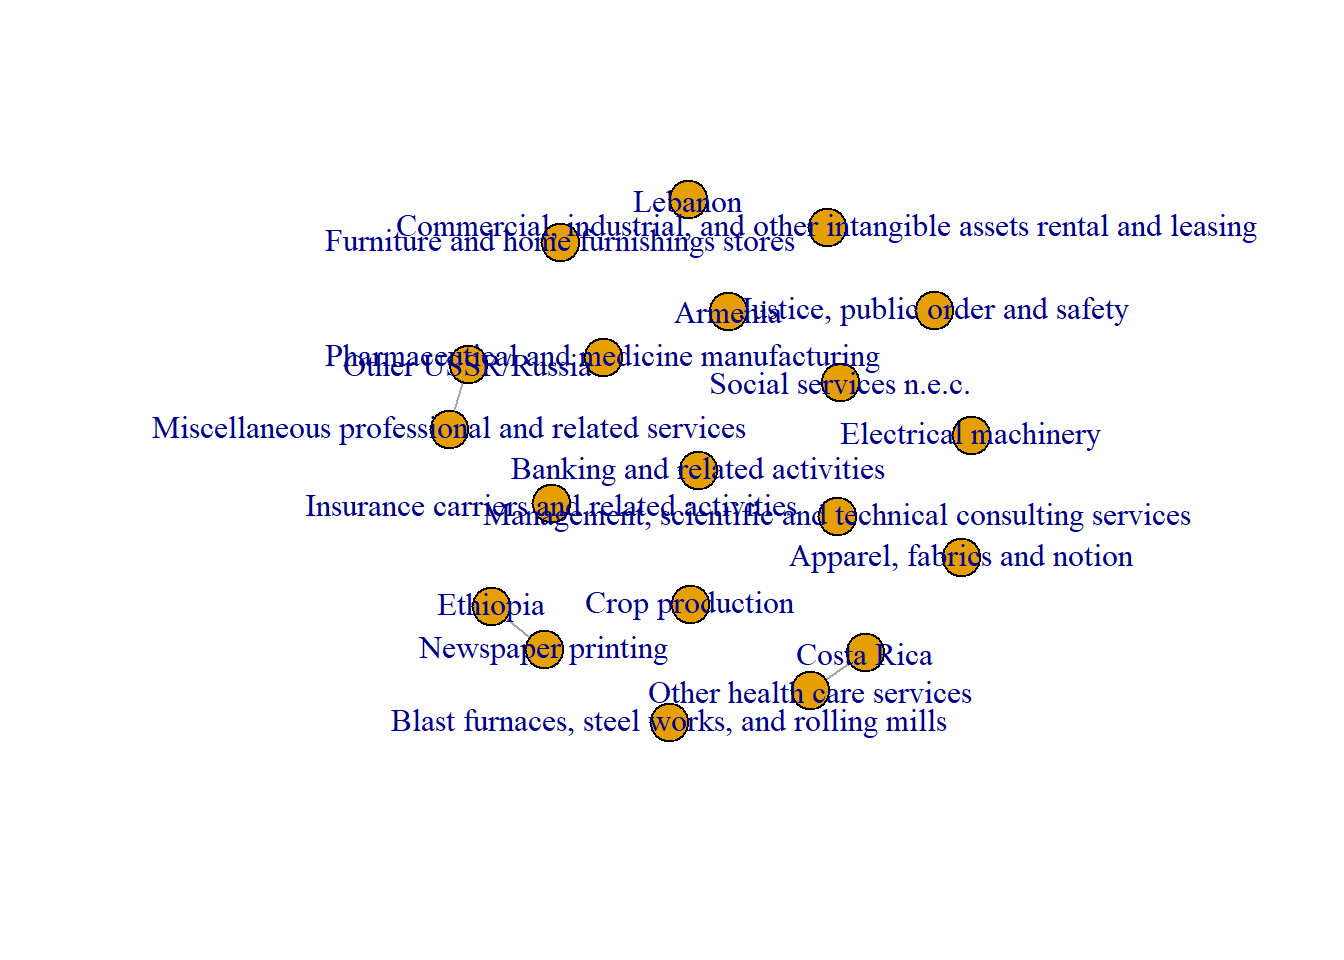 Lebanon
Commercial, industrial, and other intangible assets rental and leasing
Furniture and home furnishings stores
Armenia
Justice, public order and safety
Pharmaceutical and medicine manufacturing
Other USSR/Russia
Social services n.e.c.
Miscellaneous professional and related services
Electrical machinery
Banking and related activities
Insurance carriers and related activities
Management, scientific and technical consulting services
Apparel, fabrics and notion
Ethiopia
Crop production
Newspaper printing
Costa Rica
Other health care services
Blast furnaces, steel works, and rolling mills